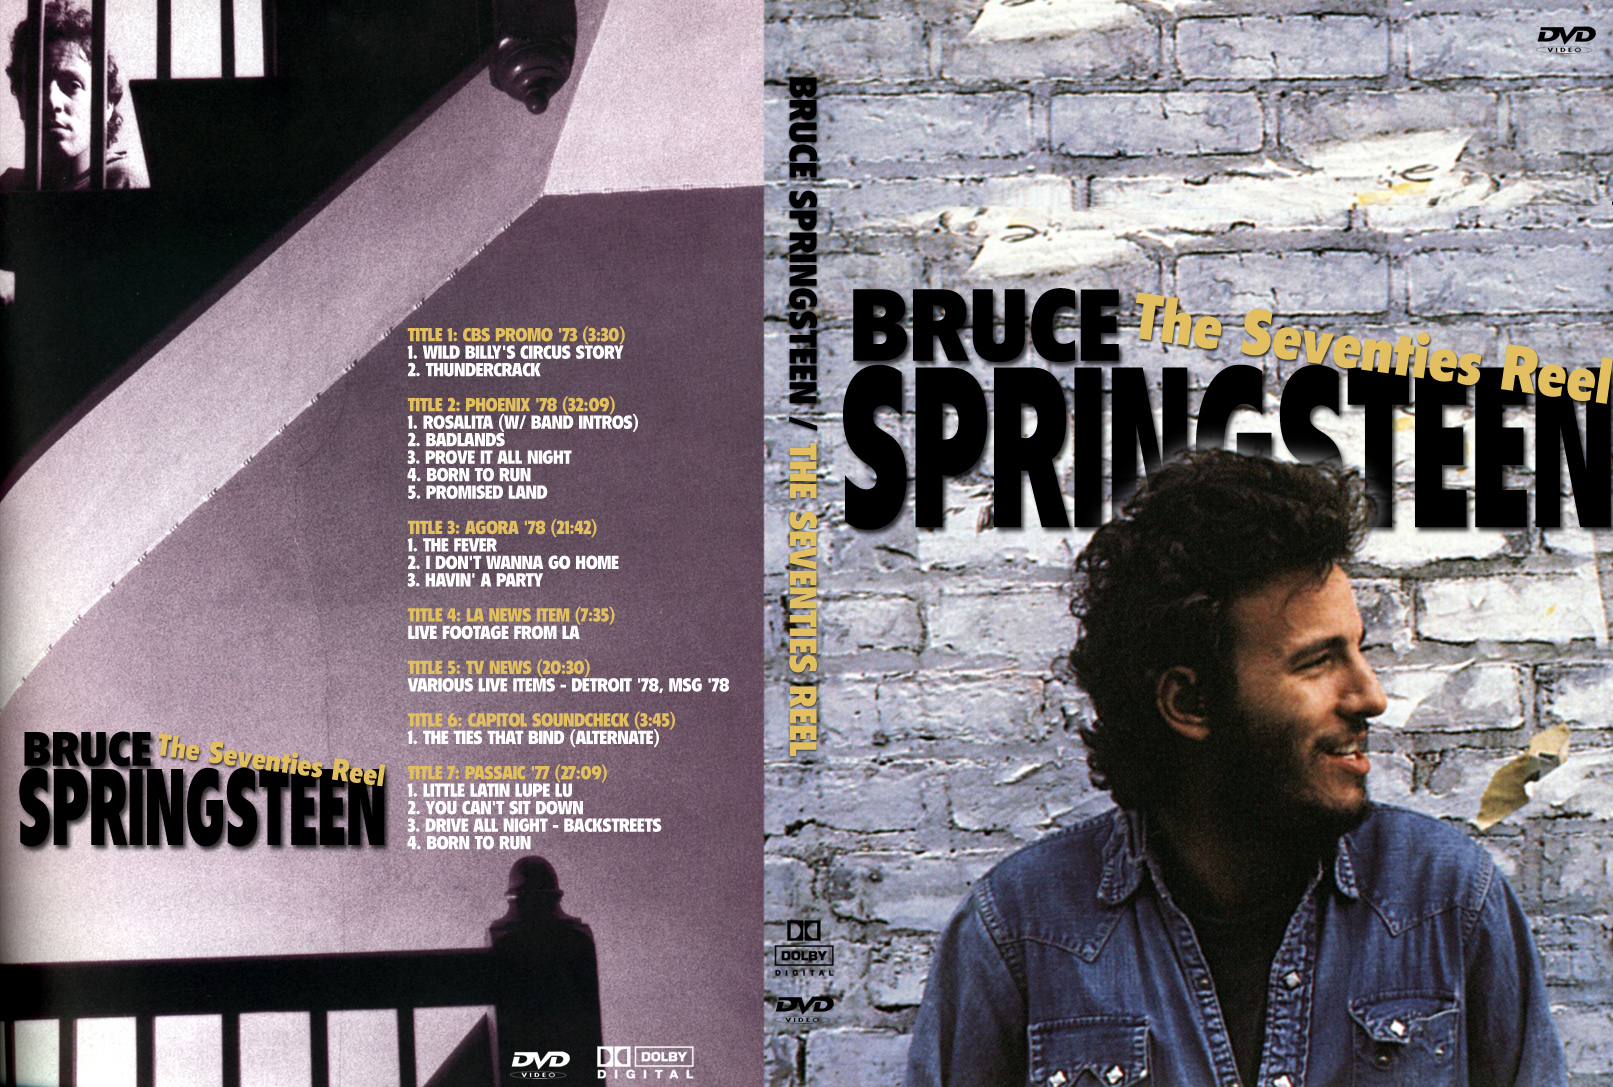 TITLE 1: CBS PROMO '73 (3:30)
1. WILD BILLY'S CIRCUS STORY
2. THUNDERCRACK
TITLE 2: PHOENIX '78 (32:09)
1. ROSALITA (W/ BAND INTROS)
2. BADLANDS
3. PROVE IT ALL NIGHT
4. BORN TO RUN
5. PROMISED LAND
TITLE 3: AGORA '78 (21:42)
1. THE FEVER
2. I DON'T WANNA GO HOME
3. HAVIN' A PARTY
TITLE 4: LA NEWS ITEM (7:35)
LIVE FOOTAGE FROM LA
TITLE 5: TV NEWS (20:30)
VARIOUS LIVE ITEMS - DETROIT '78, MSG '78
TITLE 6: CAPITOL SOUNDCHECK (3:45)
1. THE TIES THAT BIND (ALTERNATE)
TITLE 7: PASSAIC '77 (27:09)
1. LITTLE LATIN LUPE LU
2. YOU CAN'T SIT DOWN
3. DRIVE ALL NIGHT - BACKSTREETS
4. BORN TO RUN
BRUCE The Seventies Reel
SPRINGSTEEN
DVD
VIDEO
DOLBY
DIGITAL
BRUCE SPRINGSTEEN / THE SEVENTIES REEL
DOLBY
DIGITAL
DVD
VIDEO
DVD
VIDEO
BRUCE The Seventies Reel
SPRINGSTEEN